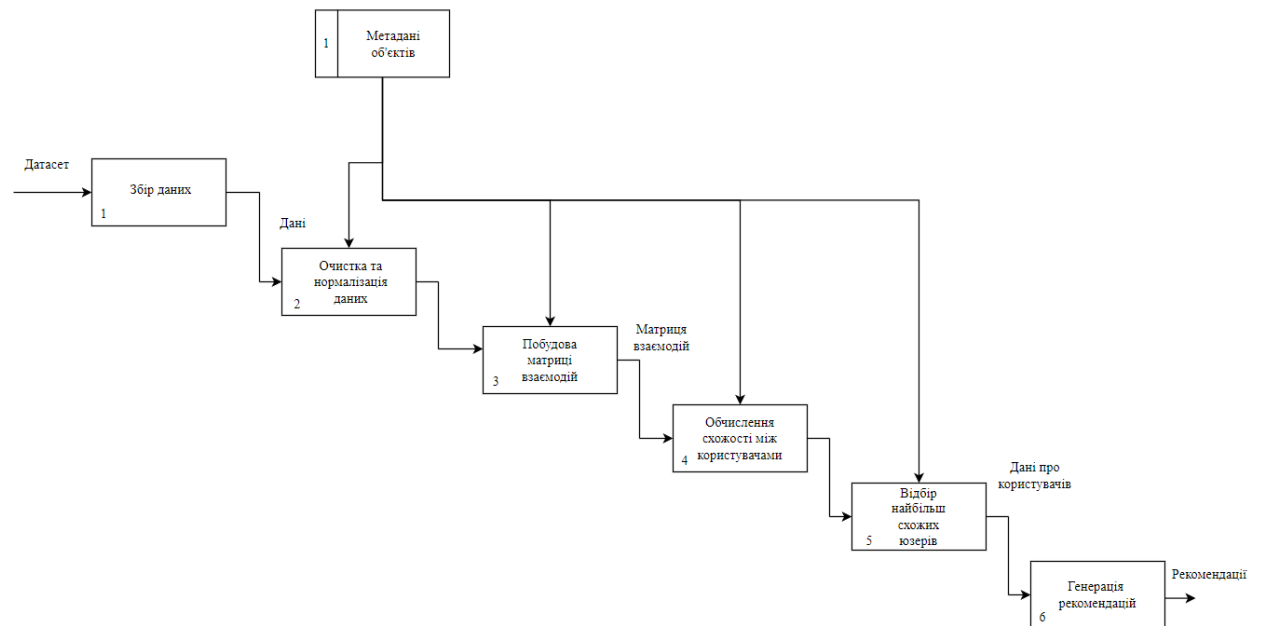 1
Метадані
об'єктів
Датасет
Збір даних
1
Дані
Очистка та
нормалізація
даних
2
Побудова
матриці
взаємодій
3
Матриця
взаємодій
Обчислення
схожості між
користувачами
4
Відбір
найбільш
схожих
юзерів
5
Дані про
користувачів
Генерація
рекомендацій
6
Рекомендації